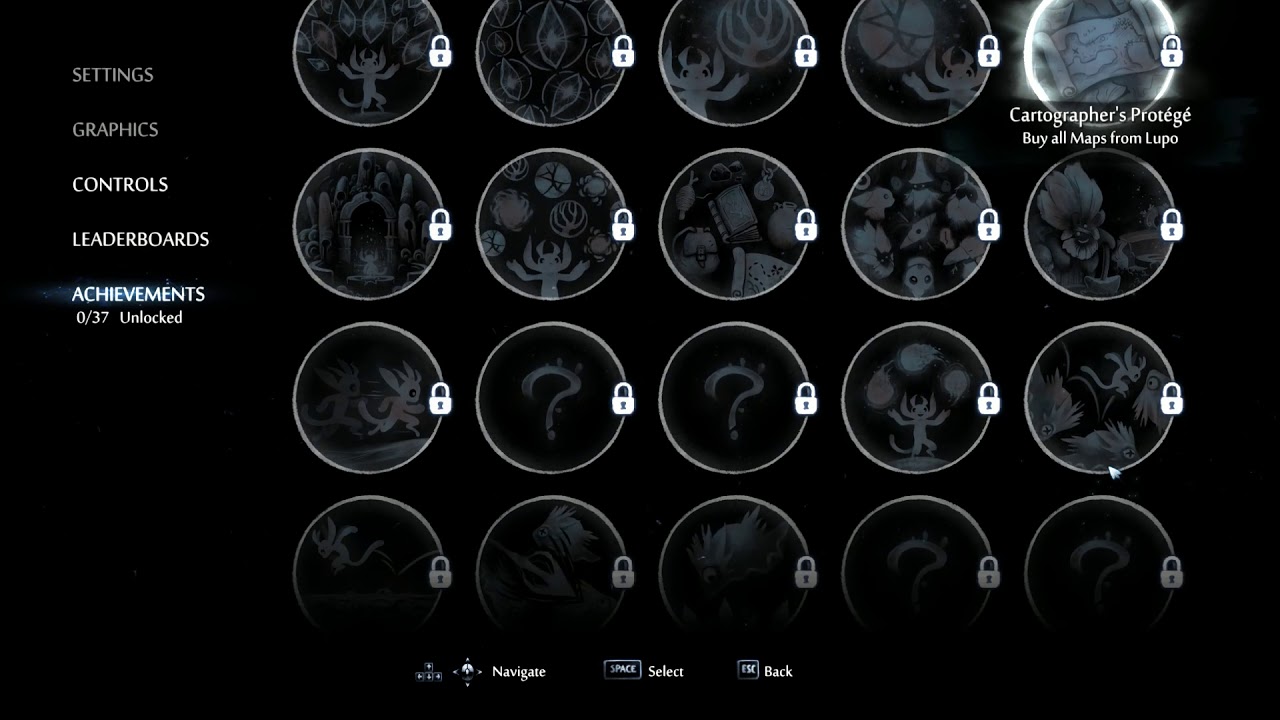 SETTINGS
GRAPHICS
CONTROLS
LEADERBOARDS
ACHIEVEMENTS
0/37 Unlocked
Cartographer's Protégé
Buy all Maps from Lupo
Navigate
SPACE Select
ESC Back